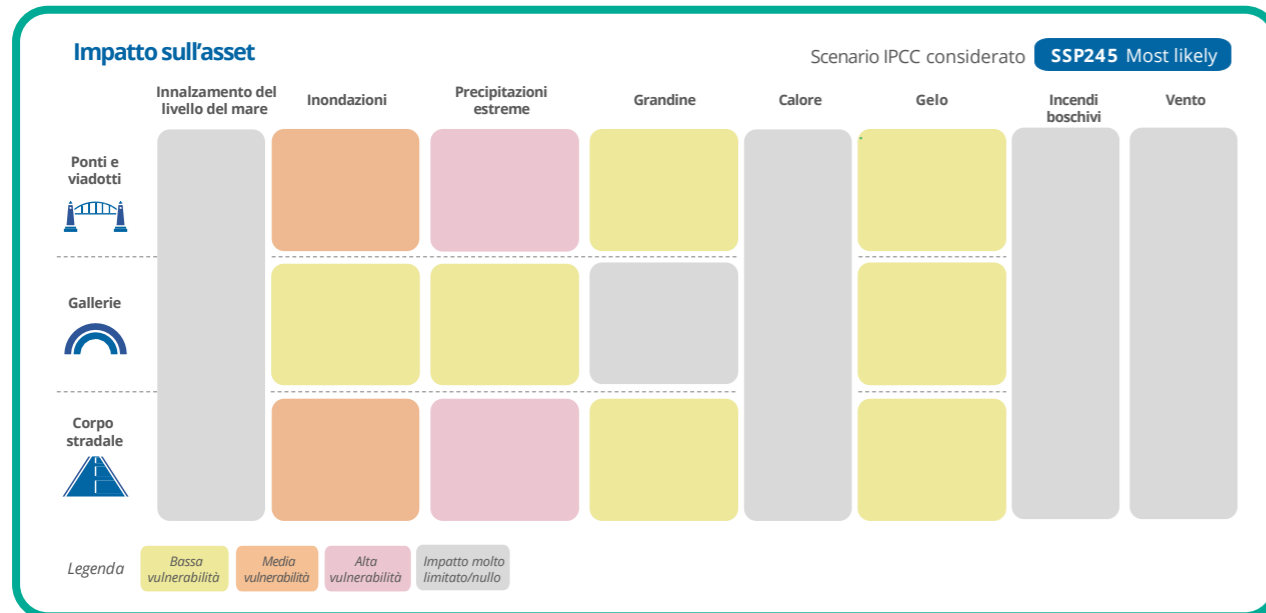 Impatto sull'asset
Scenario IPCC considerato SSP245 Most likely
Innalzamento del
livello del mare
Inondazioni
Precipitazioni
estreme
Grandine
Calore
Gelo
Incendi
boschivi
Vento
Ponti e
viadotti
Gallerie
Corpo
stradale
Legenda
Bassa
vulnerabilità
Media
vulnerabilità
Alta
vulnerabilità
Impatto molto
limitato/nullo